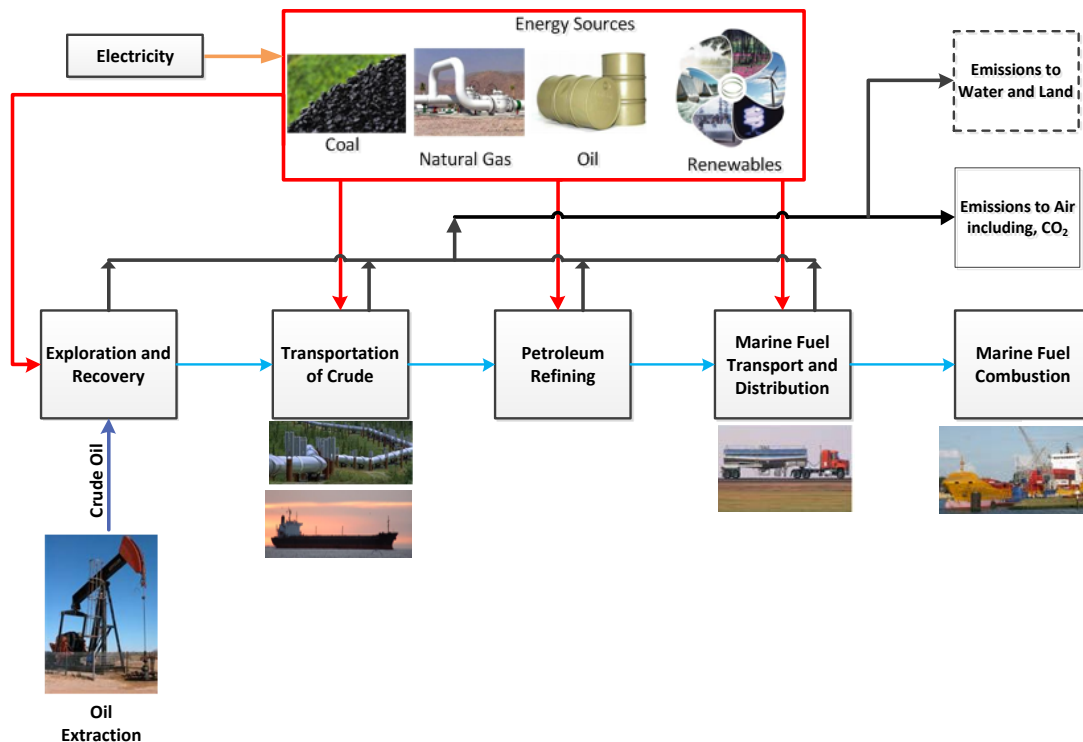 Energy Sources
Electricity
Coal
Natural Gas
Oil
Renewables
Emissions to
Water and Land
Emissions to Air
including, CO₂
Exploration and
Recovery
Transportation
of Crude
Petroleum
Refining
Marine Fuel
Transport and
Distribution
Marine Fuel
Combustion
Crude Oil
Oil
Extraction